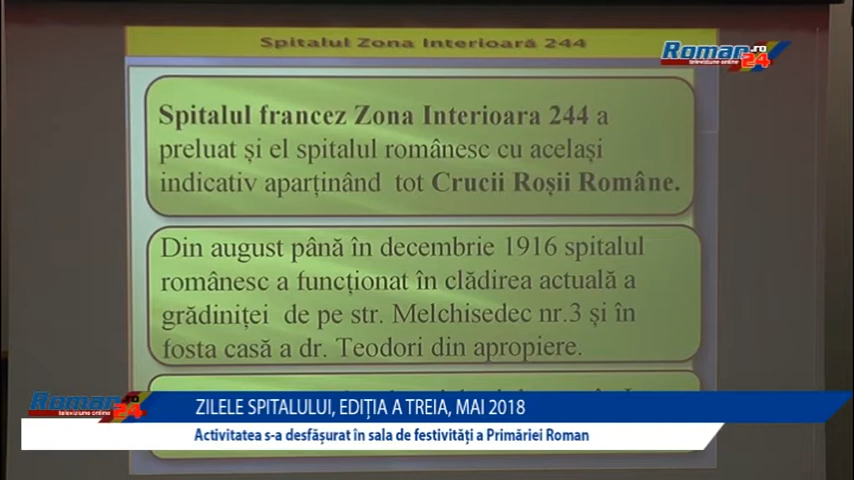 Spitalul Zona Interioară 244
Roman.ro
televiziune online 24
Spitalul francez Zona Interioara 244 a
preluat și el spitalul românesc cu același
indicativ aparținând tot Crucii Roșii Române.
Din august până în decembrie 1916 spitalul
românesc a funcționat în clădirea actuală a
grădiniței de pe str. Melchisedec nr.3 și în
fosta casă a dr. Teodori din apropiere.
Roman.ro
televiziune online 24
ZILELE SPITALULUI, EDIȚIA A TREIA, MAI 2018
Activitatea s-a desfășurat în sala de festivități a Primăriei Roman